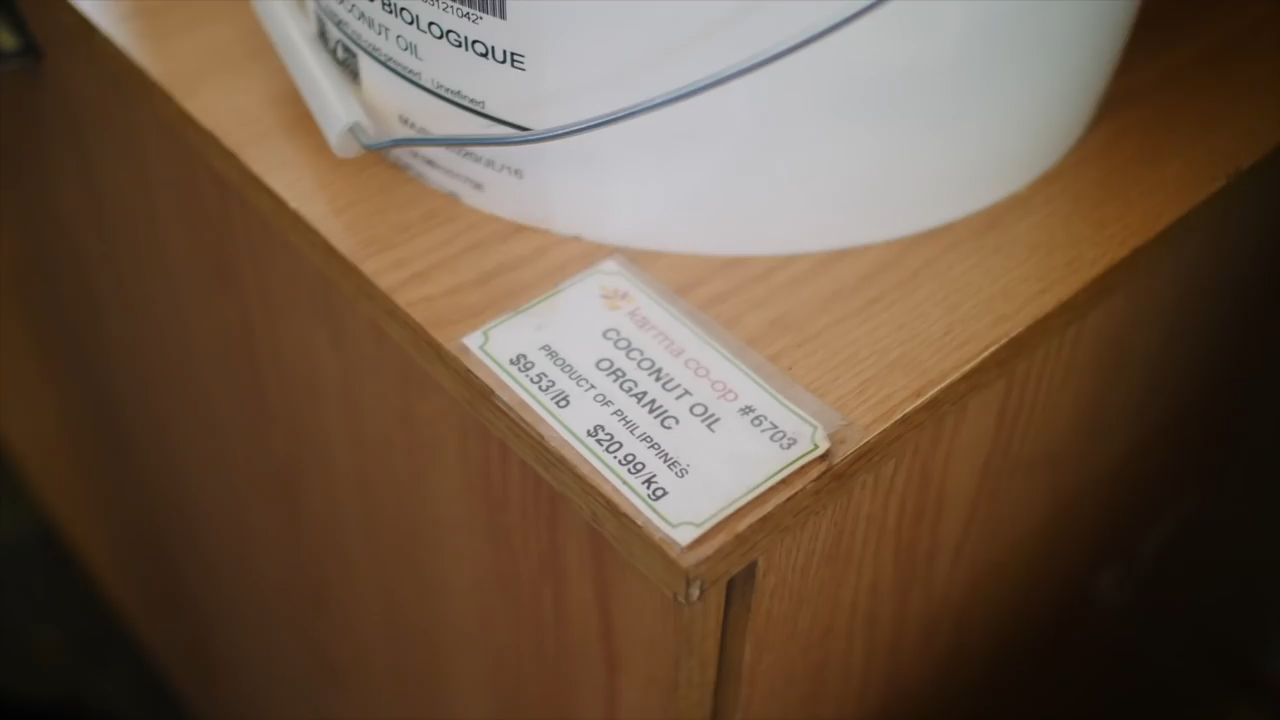 BIOLOGIQUE
COCONUT OIL
Unrefined
karma co-op #6703
COCONUT OIL
ORGANIC
PRODUCT OF PHILIPPINES
$9.53/lb $20.99/kg